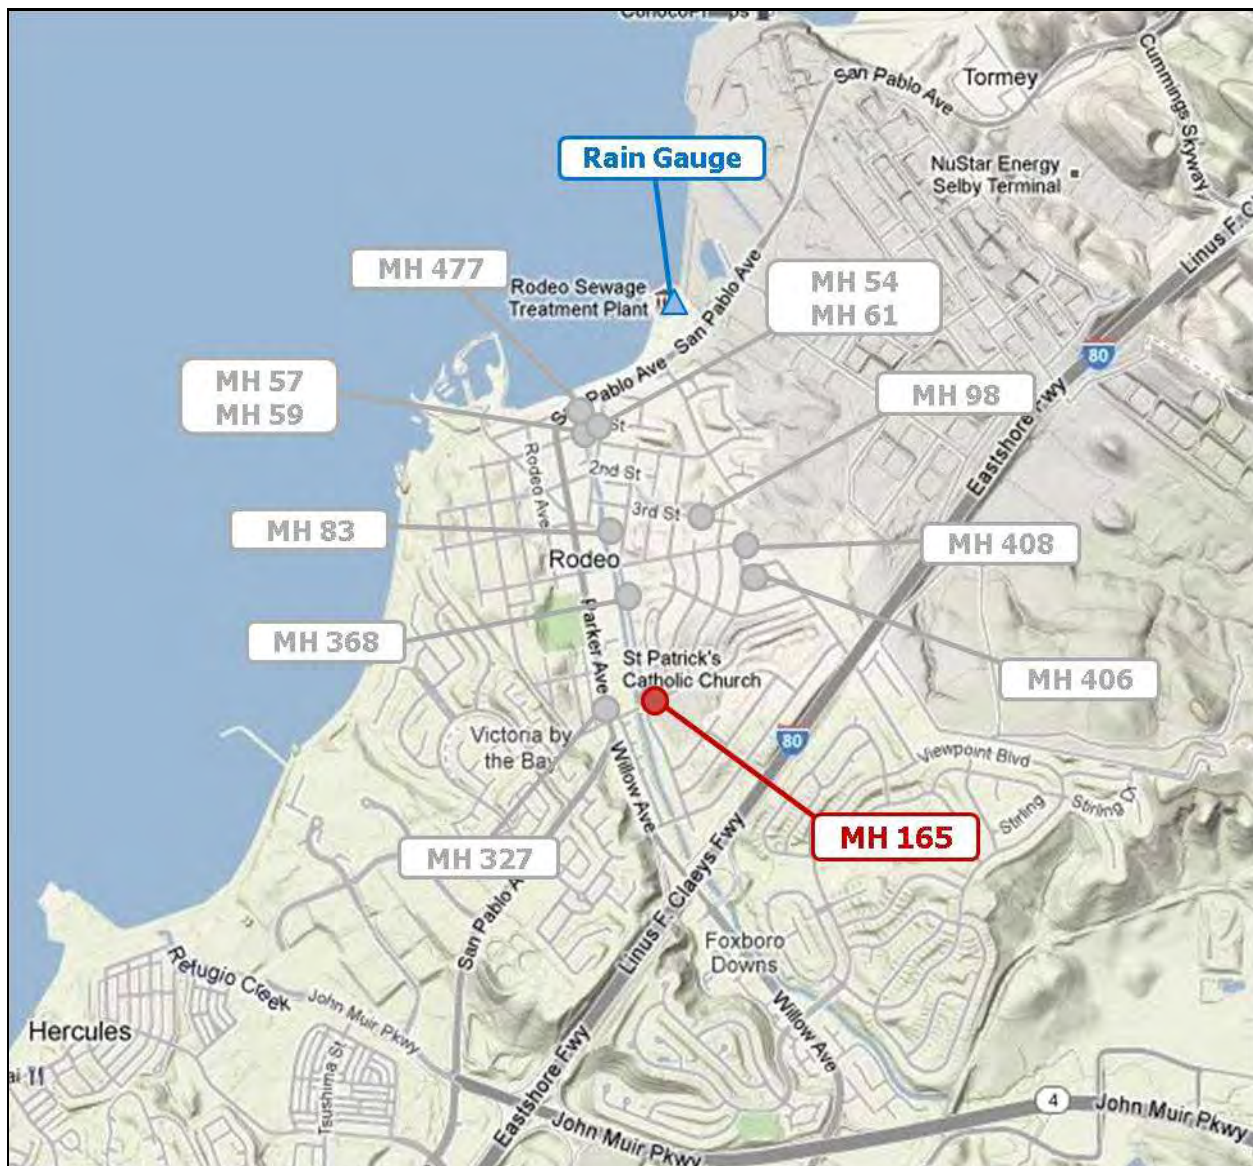 ConocoPhillips
San Pablo Ave
Tormey
Cummings Skyway
Rain Gauge
NuStar Energy
Selby Terminal
Linus F. C
MH 477
MH 54
MH 61
Rodeo Sewage
Treatment Plant
San Pablo Ave
San Pablo Ave
80
MH 57
MH 59
MH 98
Eastshore Fwy
St
Rodeo Ave
2nd St
3rd St
MH 83
Rodeo
MH 408
Parker Ave
MH 368
St Patrick's
Catholic Church
MH 406
Victoria by
the Bay
80
Viewpoint Blvd
Willow Ave
Stirling
Stirling Dr
MH 165
MH 327
San Pablo A
Linus F. Claeys Fwy
Foxboro
Downs
Refugio Creek
John Muir Pkwy
Willow Ave
Hercules
Tsushima St
Eastshore Fwy
4
John Muir Pkwy
John Muir Pkwy